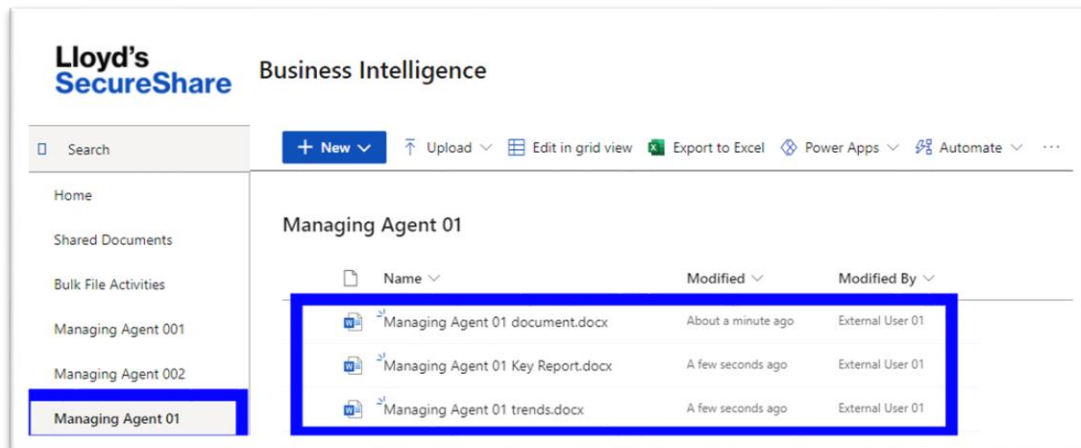 Lloyd's
SecureShare
Business Intelligence
Search
New
Upload
Edit in grid view
Export to Excel
Power Apps
Automate
Home
Shared Documents
Bulk File Activities
Managing Agent 001
Managing Agent 002
Managing Agent 01
Managing Agent 01
Name
Modified
Modified By
Managing Agent 01 document.docx
About a minute ago
External User 01
Managing Agent 01 Key Report.docx
A few seconds ago
External User 01
Managing Agent 01 trends.docx
A few seconds ago
External User 01